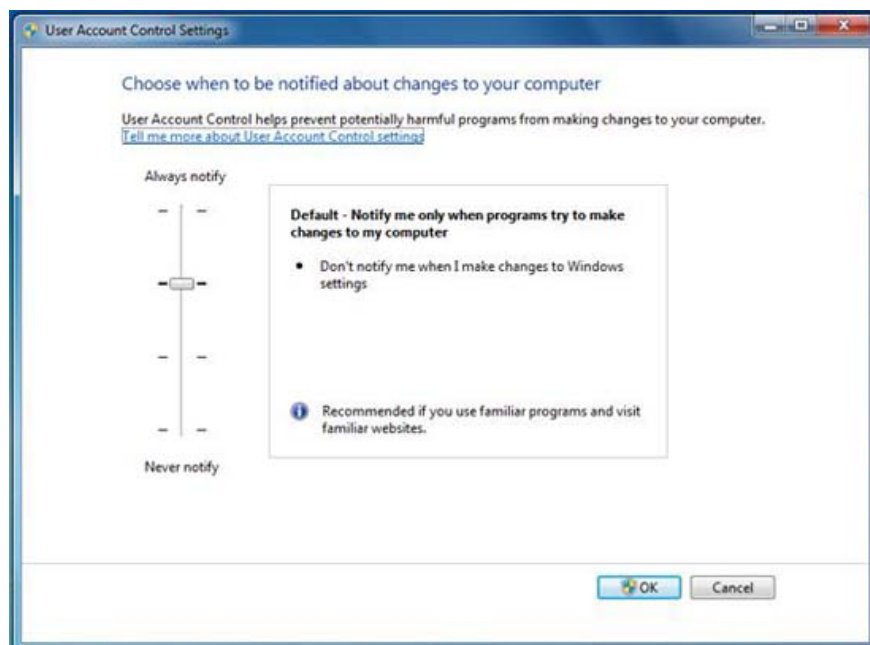 User Account Control Settings
Choose when to be notified about changes to your computer
User Account Control helps prevent potentially harmful programs from making changes to your computer.
Tell me more about User Account Control settings
Always notify
Default - Notify me only when programs try to make
changes to my computer
• Don't notify me when I make changes to Windows
settings
Recommended if you use familiar programs and visit
familiar websites.
Never notify
OK
Cancel